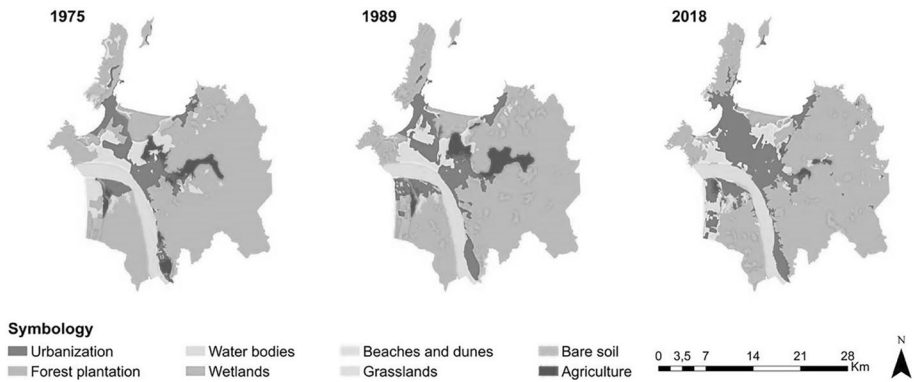 1975 1989 2018
Symbology
Urbanization Water bodies Beaches and dunes Bare soil
Forest plantation Wetlands Grasslands Agriculture
0 3,5 7 14 21 28
Km
N